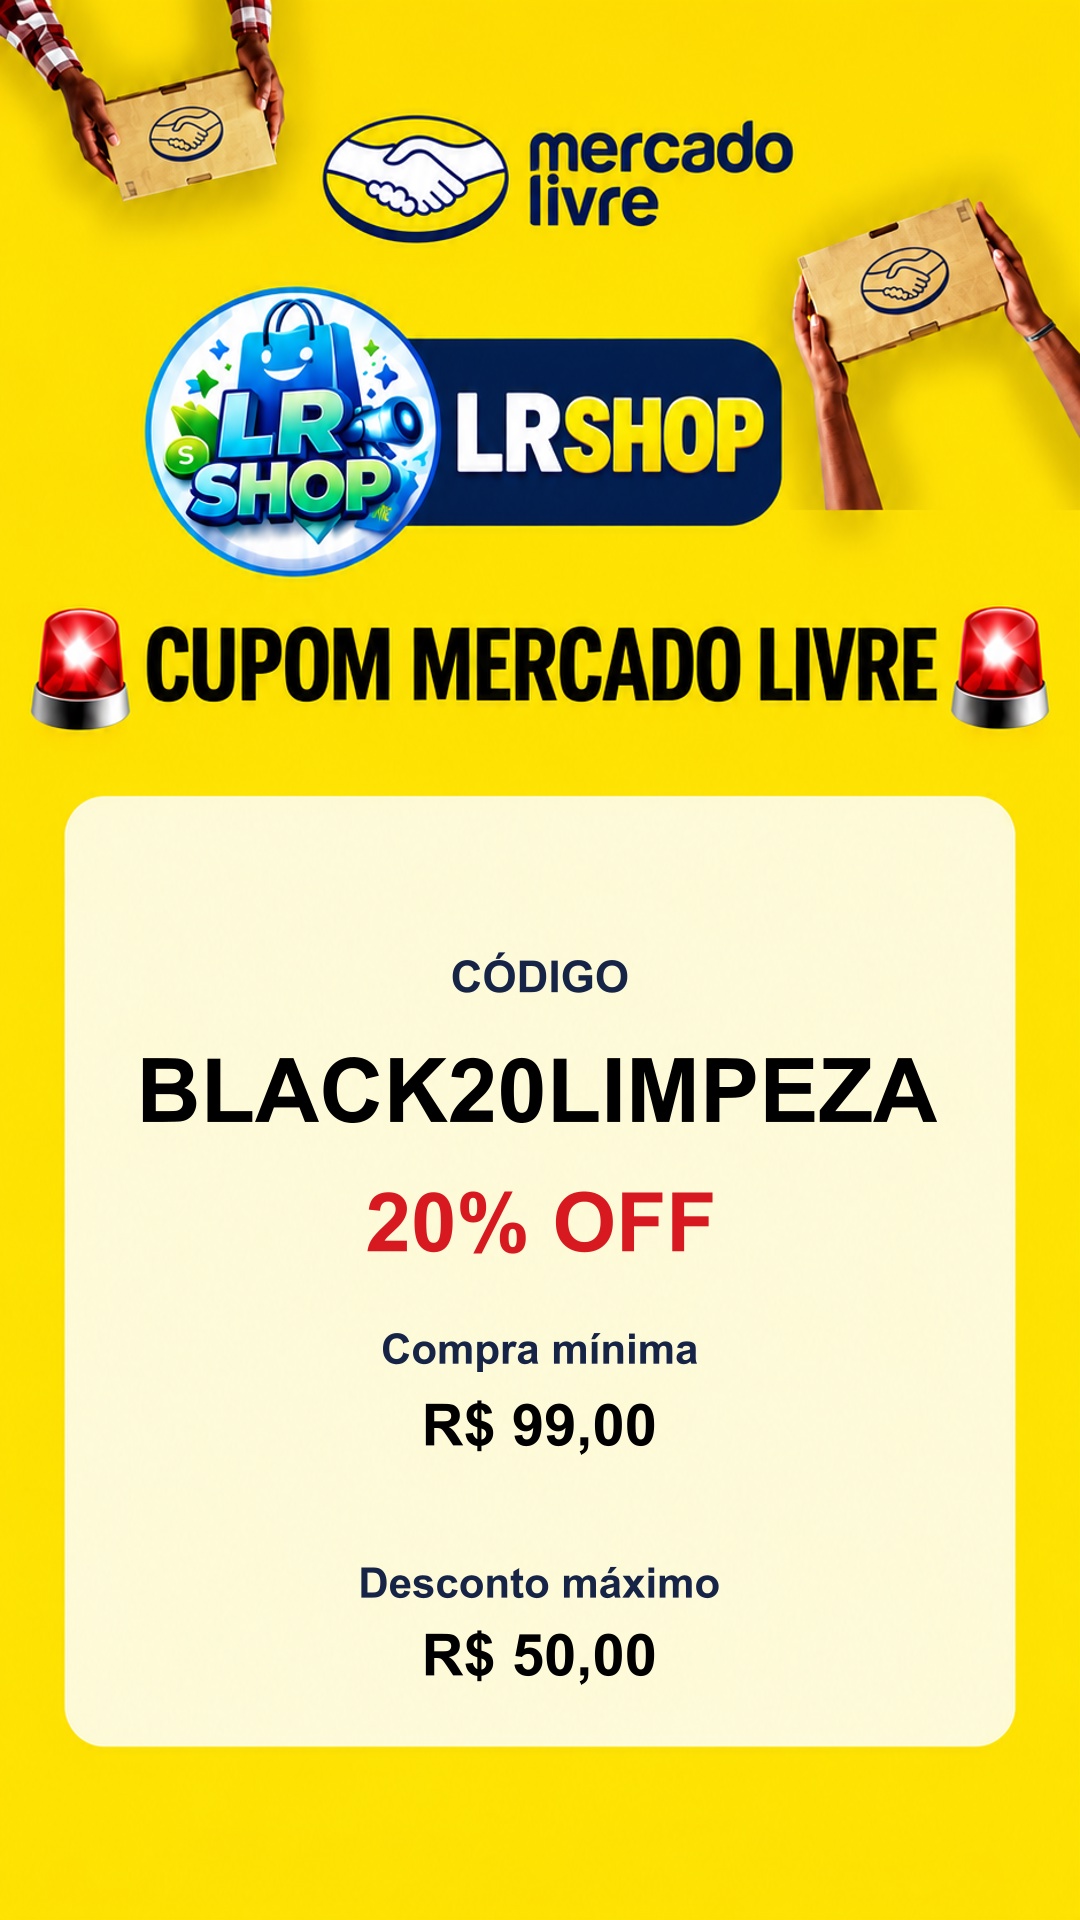 mercado
livre
LR
SHOP
S
LRSHOP
CUPOM MERCADO LIVRE
CÓDIGO
BLACK20LIMPEZA
20% OFF
Compra mínima
R$ 99,00
Desconto máximo
R$ 50,00